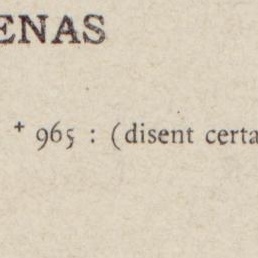 ENAS
+ 965 : (disent certa